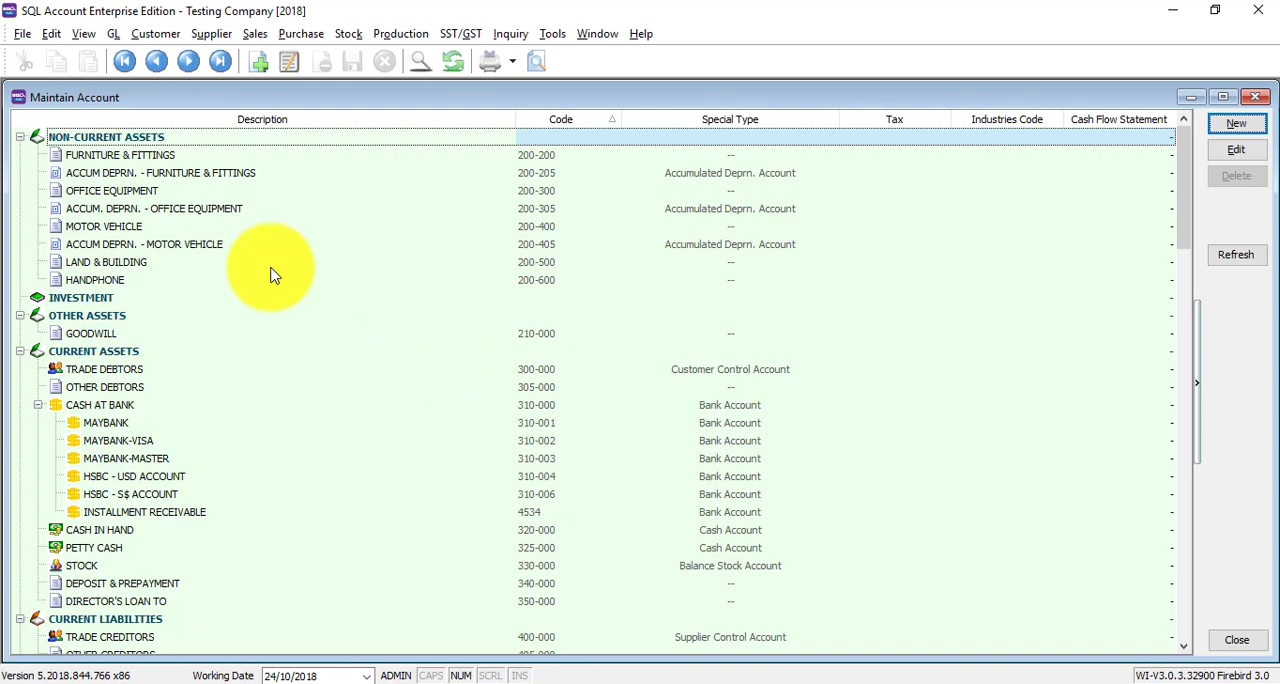 SQL Account Enterprise Edition - Testing Company [2018]
File Edit View GL Customer Supplier Sales Purchase Stock Production SST/GST Inquiry Tools Window Help
Maintain Account
Description Code Special Type Tax Industries Code Cash Flow Statement
NON-CURRENT ASSETS -
FURNITURE & FITTINGS 200-200 -- -
ACCUM DEPRN. - FURNITURE & FITTINGS 200-205 Accumulated Deprn. Account -
OFFICE EQUIPMENT 200-300 -- -
ACCUM. DEPRN. - OFFICE EQUIPMENT 200-305 Accumulated Deprn. Account -
MOTOR VEHICLE 200-400 -- -
ACCUM DEPRN. - MOTOR VEHICLE 200-405 Accumulated Deprn. Account -
LAND & BUILDING 200-500 -- -
HANDPHONE 200-600 -- -
INVESTMENT -
OTHER ASSETS -
GOODWILL 210-000 -- -
CURRENT ASSETS -
TRADE DEBTORS 300-000 Customer Control Account -
OTHER DEBTORS 305-000 -- -
CASH AT BANK 310-000 Bank Account -
MAYBANK 310-001 Bank Account -
MAYBANK-VISA 310-002 Bank Account -
MAYBANK-MASTER 310-003 Bank Account -
HSBC - USD ACCOUNT 310-004 Bank Account -
HSBC - S$ ACCOUNT 310-006 Bank Account -
INSTALLMENT RECEIVABLE 4534 Bank Account -
CASH IN HAND 320-000 Cash Account -
PETTY CASH 325-000 Cash Account -
STOCK 330-000 Balance Stock Account -
DEPOSIT & PREPAYMENT 340-000 -- -
DIRECTOR'S LOAN TO 350-000 -- -
CURRENT LIABILITIES -
TRADE CREDITORS 400-000 Supplier Control Account -
New
Edit
Delete
Refresh
Close
Version 5.2018.844.766 x86 Working Date 24/10/2018 ADMIN CAPS NUM SCRL INS WI-V3.0.3.32900 Firebird 3.0